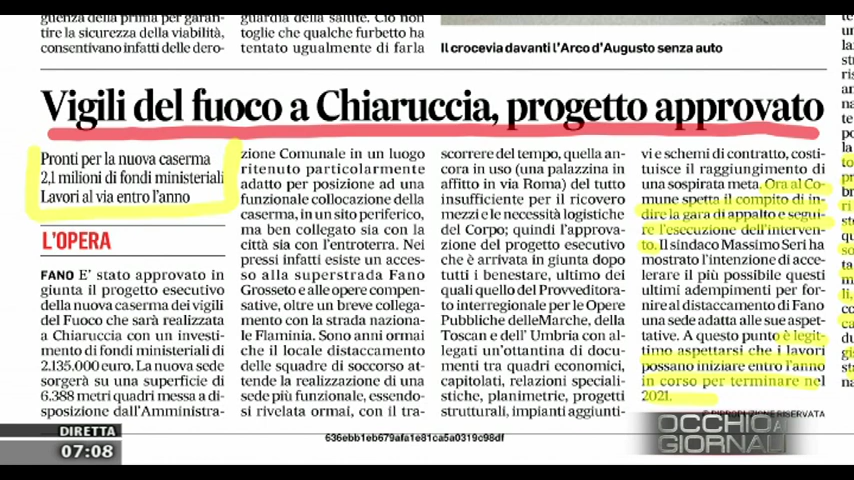 guenza della prima per garan-
tire la sicurezza della viabilità,
consentivano infatti delle dero-
guardia della salute. Ciò non
toglie che qualche furbetto ha
tentato ugualmente di farla
Il crocevia davanti l'Arco d'Augusto senza auto
Vigili del fuoco a Chiaruccia, progetto approvato
Pronti per la nuova caserma
2,1 milioni di fondi ministeriali
Lavori al via entro l'anno
L'OPERA
FANO E' stato approvato in
giunta il progetto esecutivo
della nuova caserma dei vigili
del Fuoco che sarà realizzata
a Chiaruccia con un investi-
mento di fondi ministeriali di
2.135.000 euro. La nuova sede
sorgerà su una superficie di
6.388 metri quadri messa a di-
sposizione dall'Amministra-
zione Comunale in un luogo
ritenuto particolarmente
adatto per posizione ad una
funzionale collocazione della
caserma, in un sito periferico,
ma ben collegato sia con la
città sia con l'entroterra. Nei
pressi infatti esiste un acces-
so alla superstrada Fano
Grosseto e alle opere compen-
sative, oltre un breve collega-
mento con la strada naziona-
le Flaminia. Sono anni ormai
che il locale distaccamento
delle squadre di soccorso at-
tende la realizzazione di una
sede più funzionale, essendo-
si rivelata ormai, con il tra-
scorrere del tempo, quella an-
cora in uso (una palazzina in
affitto in via Roma) del tutto
insufficiente per il ricovero
mezzi e le necessità logistiche
del Corpo; quindi l'approva-
zione del progetto esecutivo
che è arrivata in giunta dopo
tutti i benestare, ultimo dei
quali quello del Provveditora-
to interregionale per le Opere
Pubbliche delleMarche, della
Toscan e dell' Umbria con al-
legati un'ottantina di docu-
menti tra quadri economici,
capitolati, relazioni speciali-
stiche, planimetrie, progetti
strutturali, impianti aggiunti-
vi e schemi di contratto, costi-
tuisce il raggiungimento di
una sospirata meta. Ora al Co-
mune spetta il compito di in-
dire la gara di appalto e segui-
re l'esecuzione dell'interven-
to. Il sindaco Massimo Seri ha
mostrato l'intenzione di acce-
lerare il più possibile questi
ultimi adempimenti per for-
nire al distaccamento di Fano
una sede adatta alle sue aspet-
tative. A questo punto è legit-
timo aspettarsi che i lavori
possano iniziare entro l'anno
in corso per terminare nel
2021.
© RIPRODUZIONE RISERVATA
636ebb1eb679afa1e81ca5a0319c98df
DIRETTA
07:08
OCCHIO AI
GIORNALI